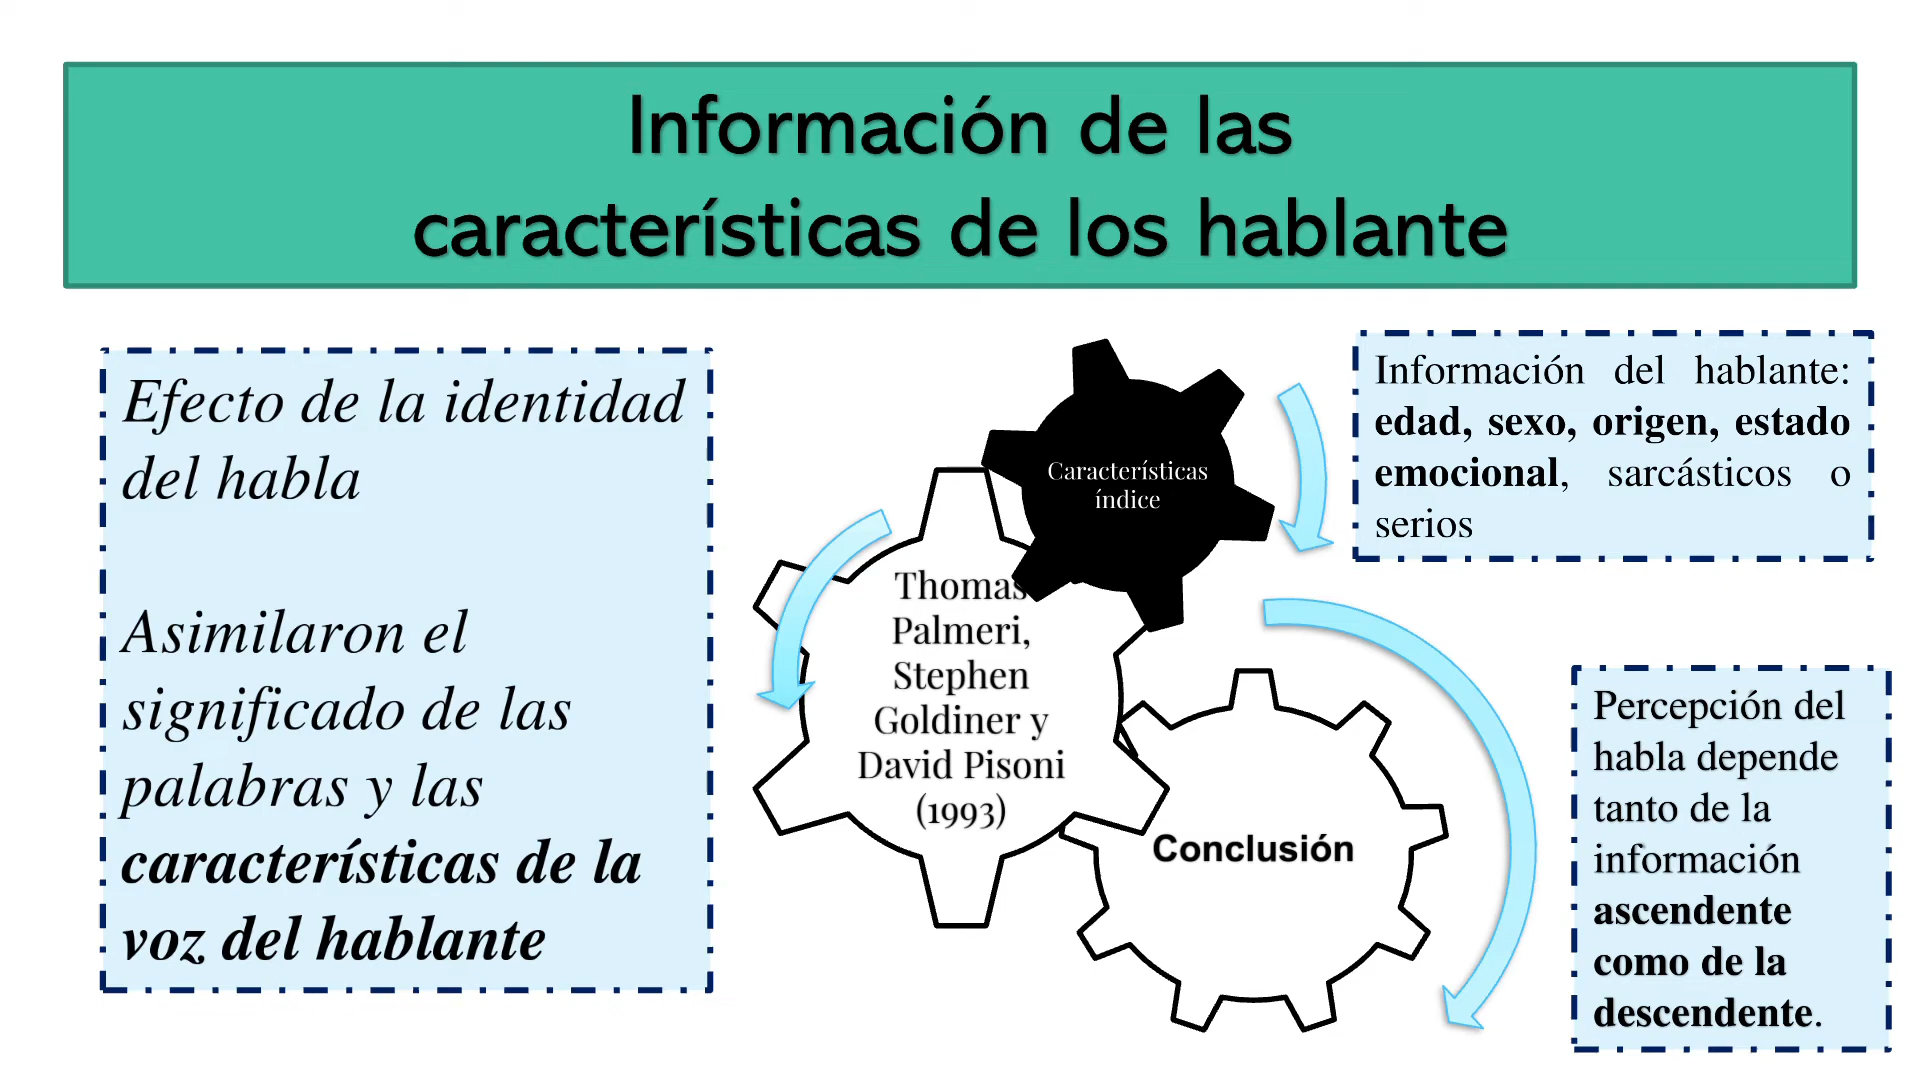 Información de las
características de los hablante
Efecto de la identidad
del habla
Asimilaron el
significado de las
palabras y las
características de la
voz del hablante
Características
índice
Thomas
Palmeri,
Stephen
Goldiner y
David Pisoni
(1993)
Conclusión
Información del hablante:
edad, sexo, origen, estado
emocional, sarcásticos o
serios
Percepción del
habla depende
tanto de la
información
ascendente
como de la
descendente.